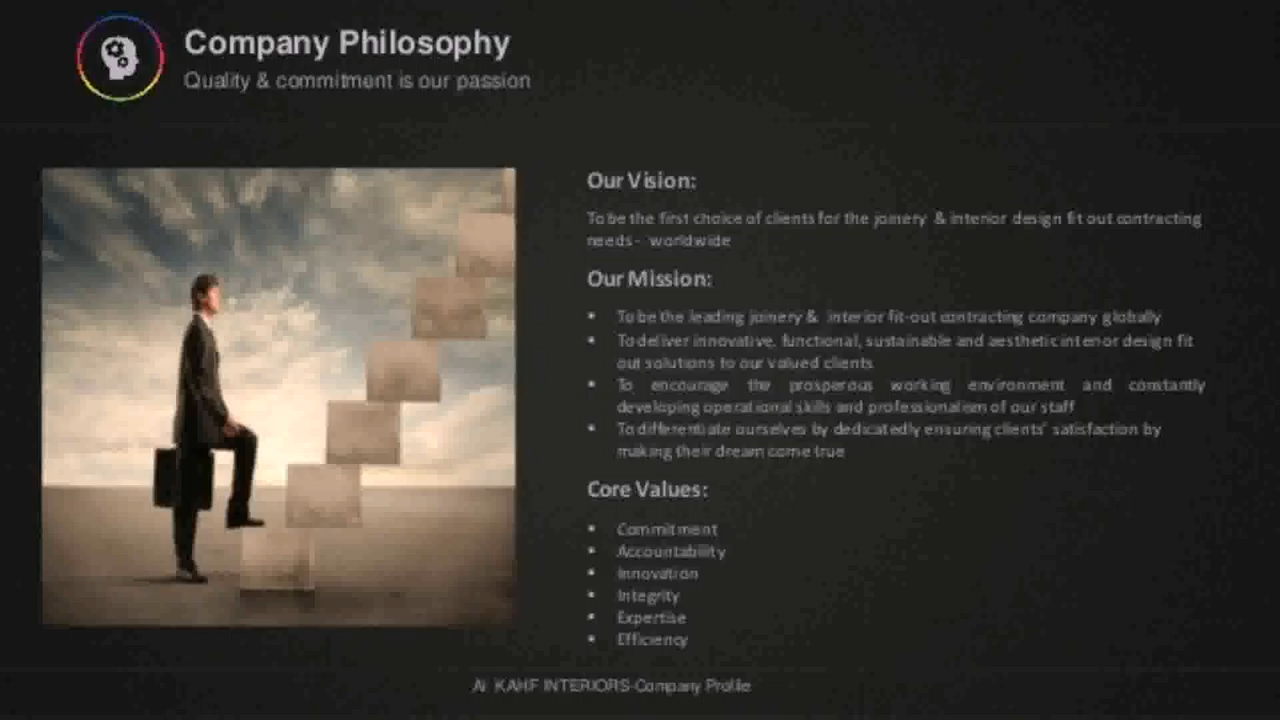 Company Philosophy
Quality & commitment is our passion
Our Vision:
To be the first choice of clients for the joinery & interior design fit out contracting
needs - worldwide
Our Mission:
▪ To be the leading joinery & interior fit-out contracting company globally
▪ To deliver innovative, functional, sustainable and aesthetic interior design fit
out solutions to our valued clients
▪ To encourage the prosperous working environment and constantly
developing operational skills and professionalism of our staff
▪ To differentiate ourselves by dedicatedly ensuring clients' satisfaction by
making their dream come true
Core Values:
▪ Commitment
▪ Accountability
▪ Innovation
▪ Integrity
▪ Expertise
▪ Efficiency
Al KAHF INTERIORS-Company Profile